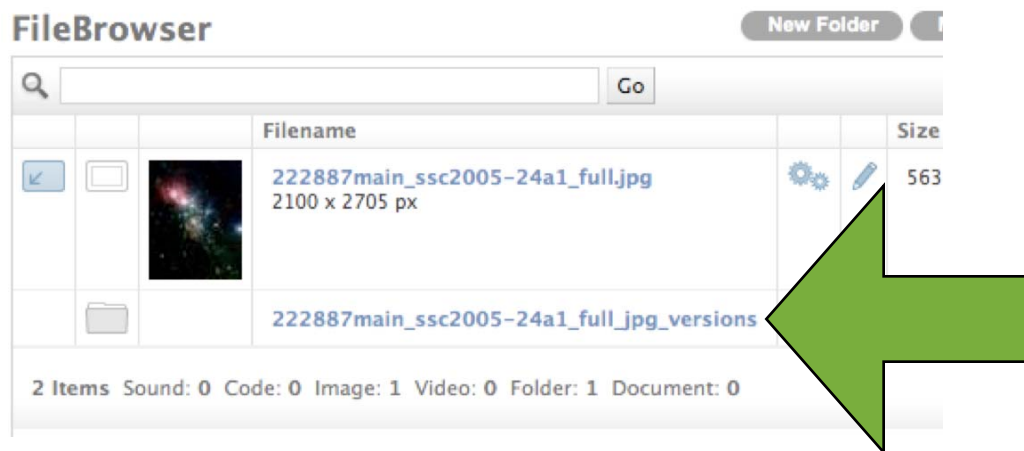 FileBrowser New Folder
Go
Filename Size
222887main_ssc2005-24a1_full.jpg 563
2100 x 2705 px
222887main_ssc2005-24a1_full_jpg_versions
2 Items Sound: 0 Code: 0 Image: 1 Video: 0 Folder: 1 Document: 0